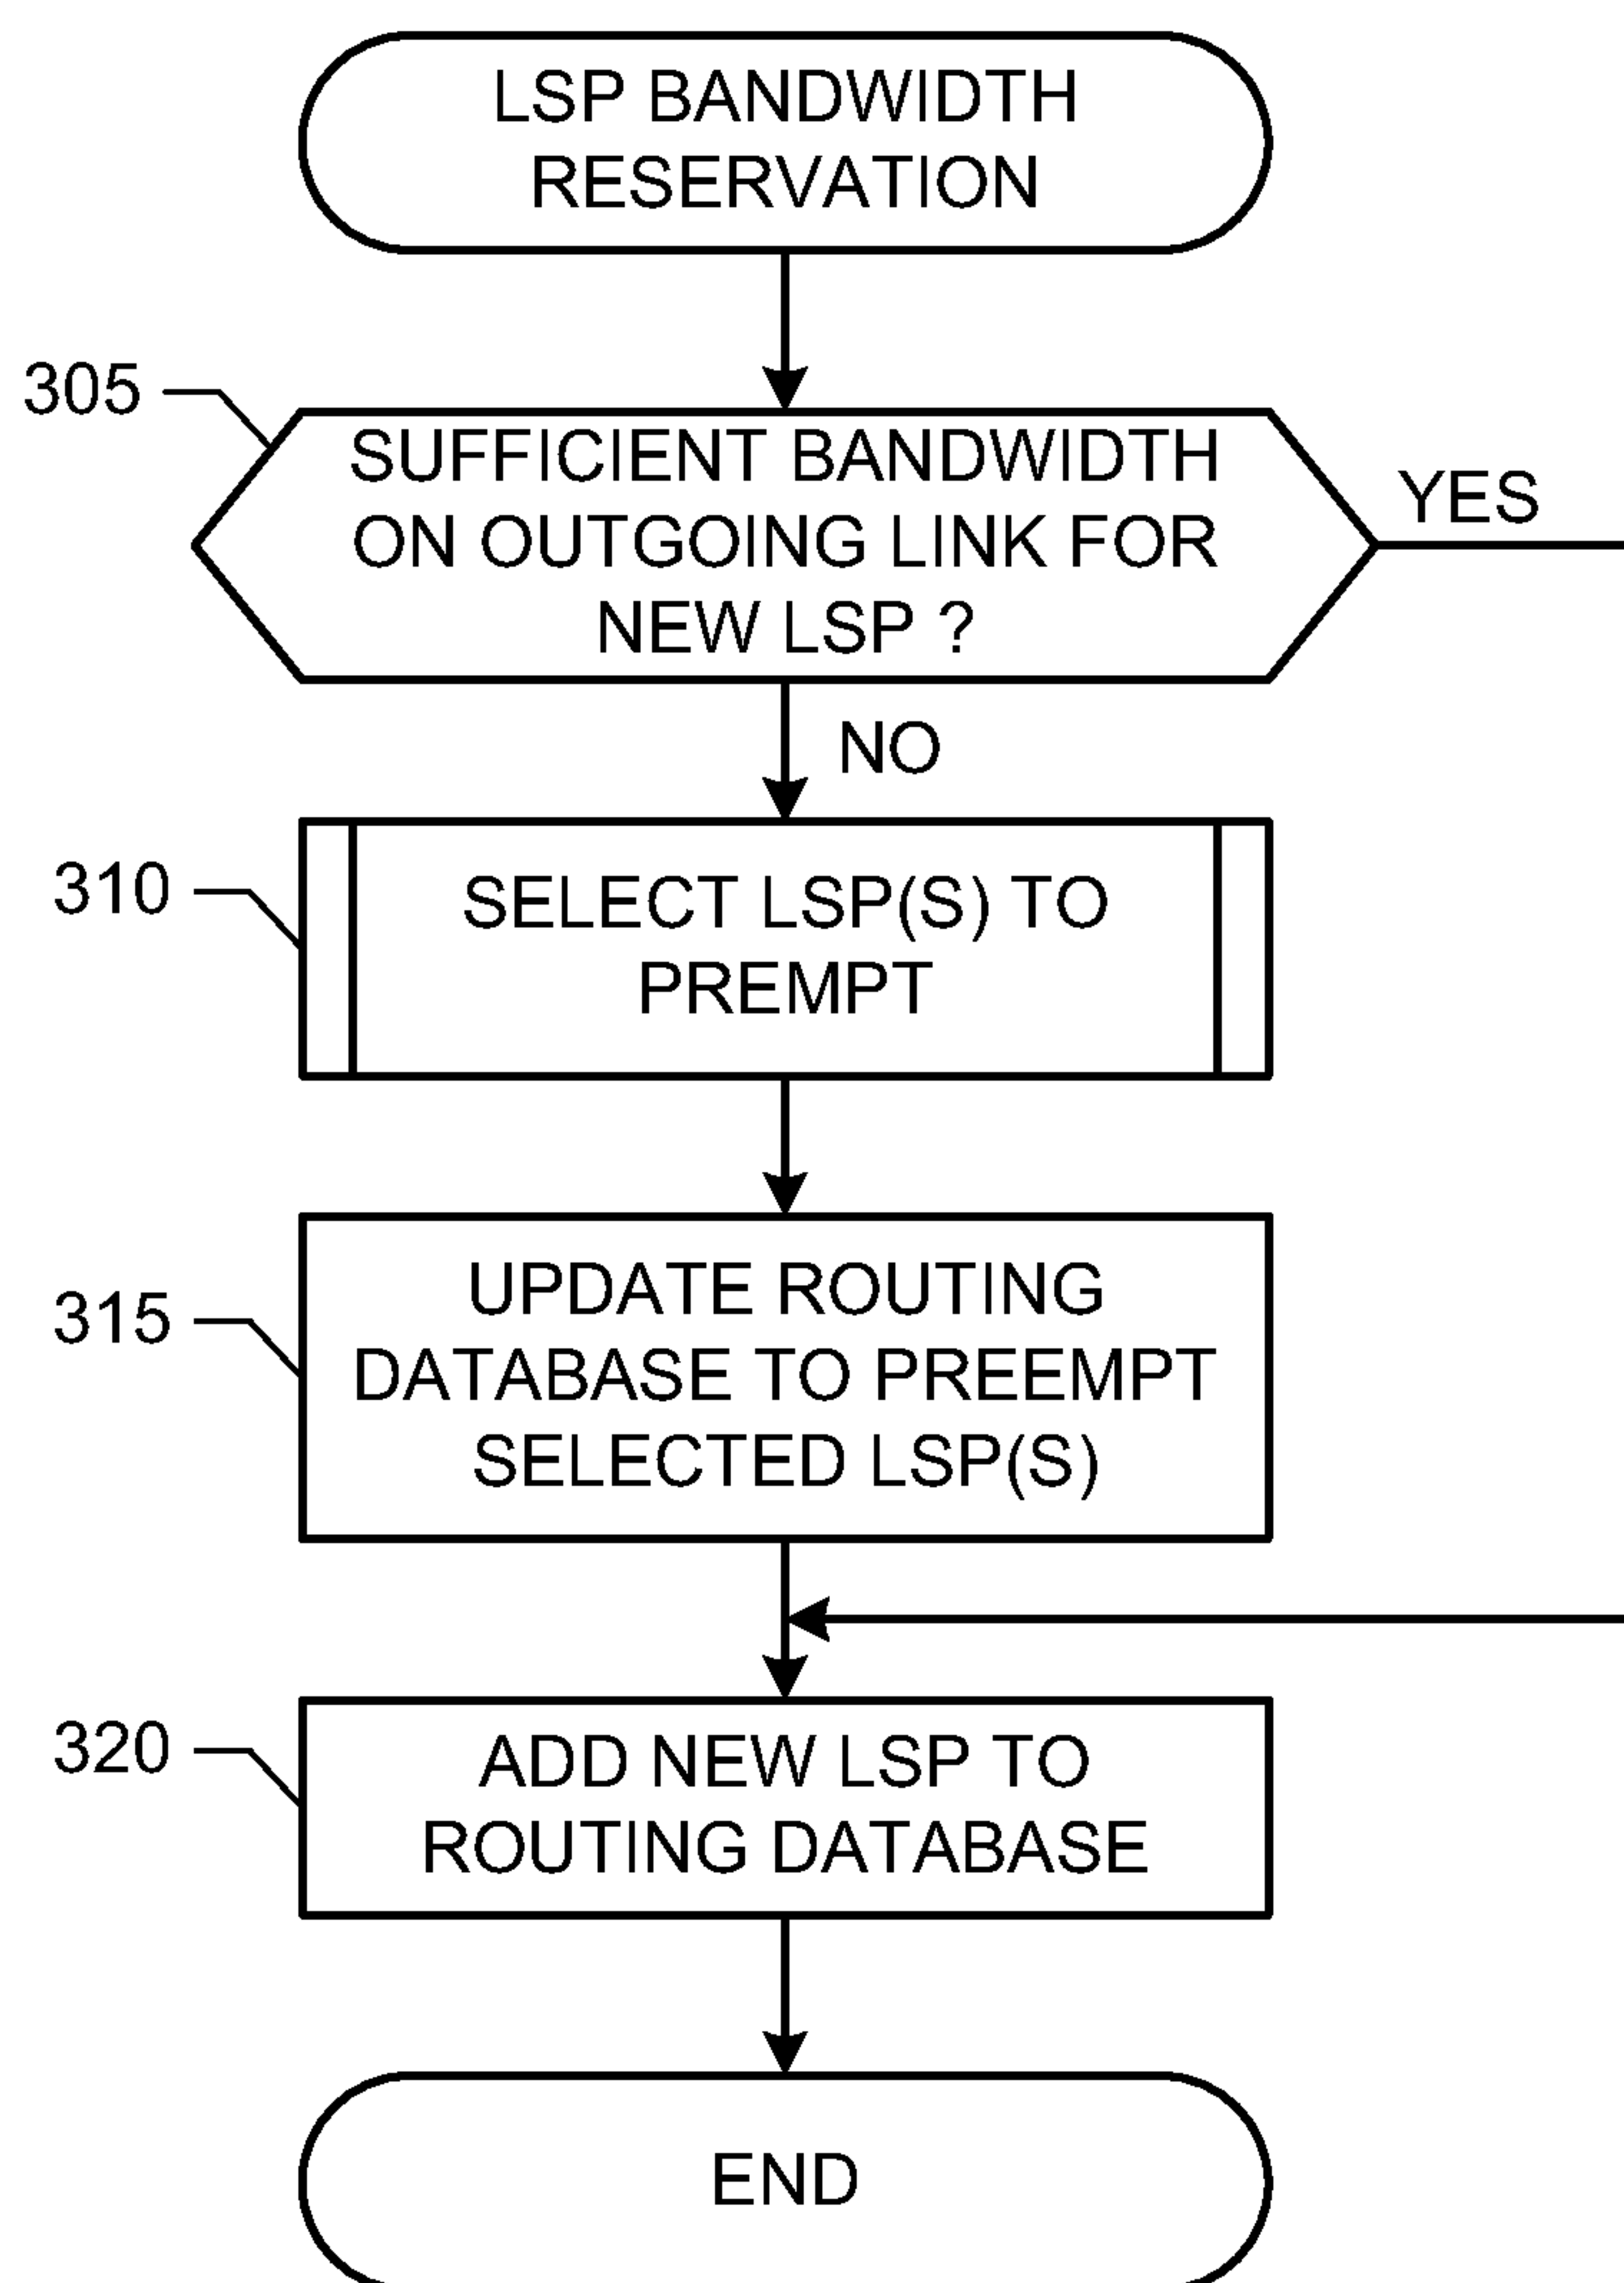 LSP BANDWIDTH
RESERVATION
305
SUFFICIENT BANDWIDTH
ON OUTGOING LINK FOR
NEW LSP ?
YES
NO
310
SELECT LSP(S) TO
PREMPT
315
UPDATE ROUTING
DATABASE TO PREEMPT
SELECTED LSP(S)
320
ADD NEW LSP TO
ROUTING DATABASE
END